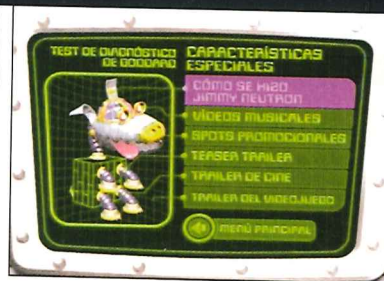 TEST DE DIAGNÓSTICO
DE GODDARD
CARACTERÍSTICAS
ESPECIALES
CÓMO SE HIZO
JIMMY NEUTRON
VÍDEOS MUSICALES
SPOTS PROMOCIONALES
TEASER TRAILER
TRAILER DE CINE
TRAILER DEL VIDEOJUEGO
MENÚ PRINCIPAL